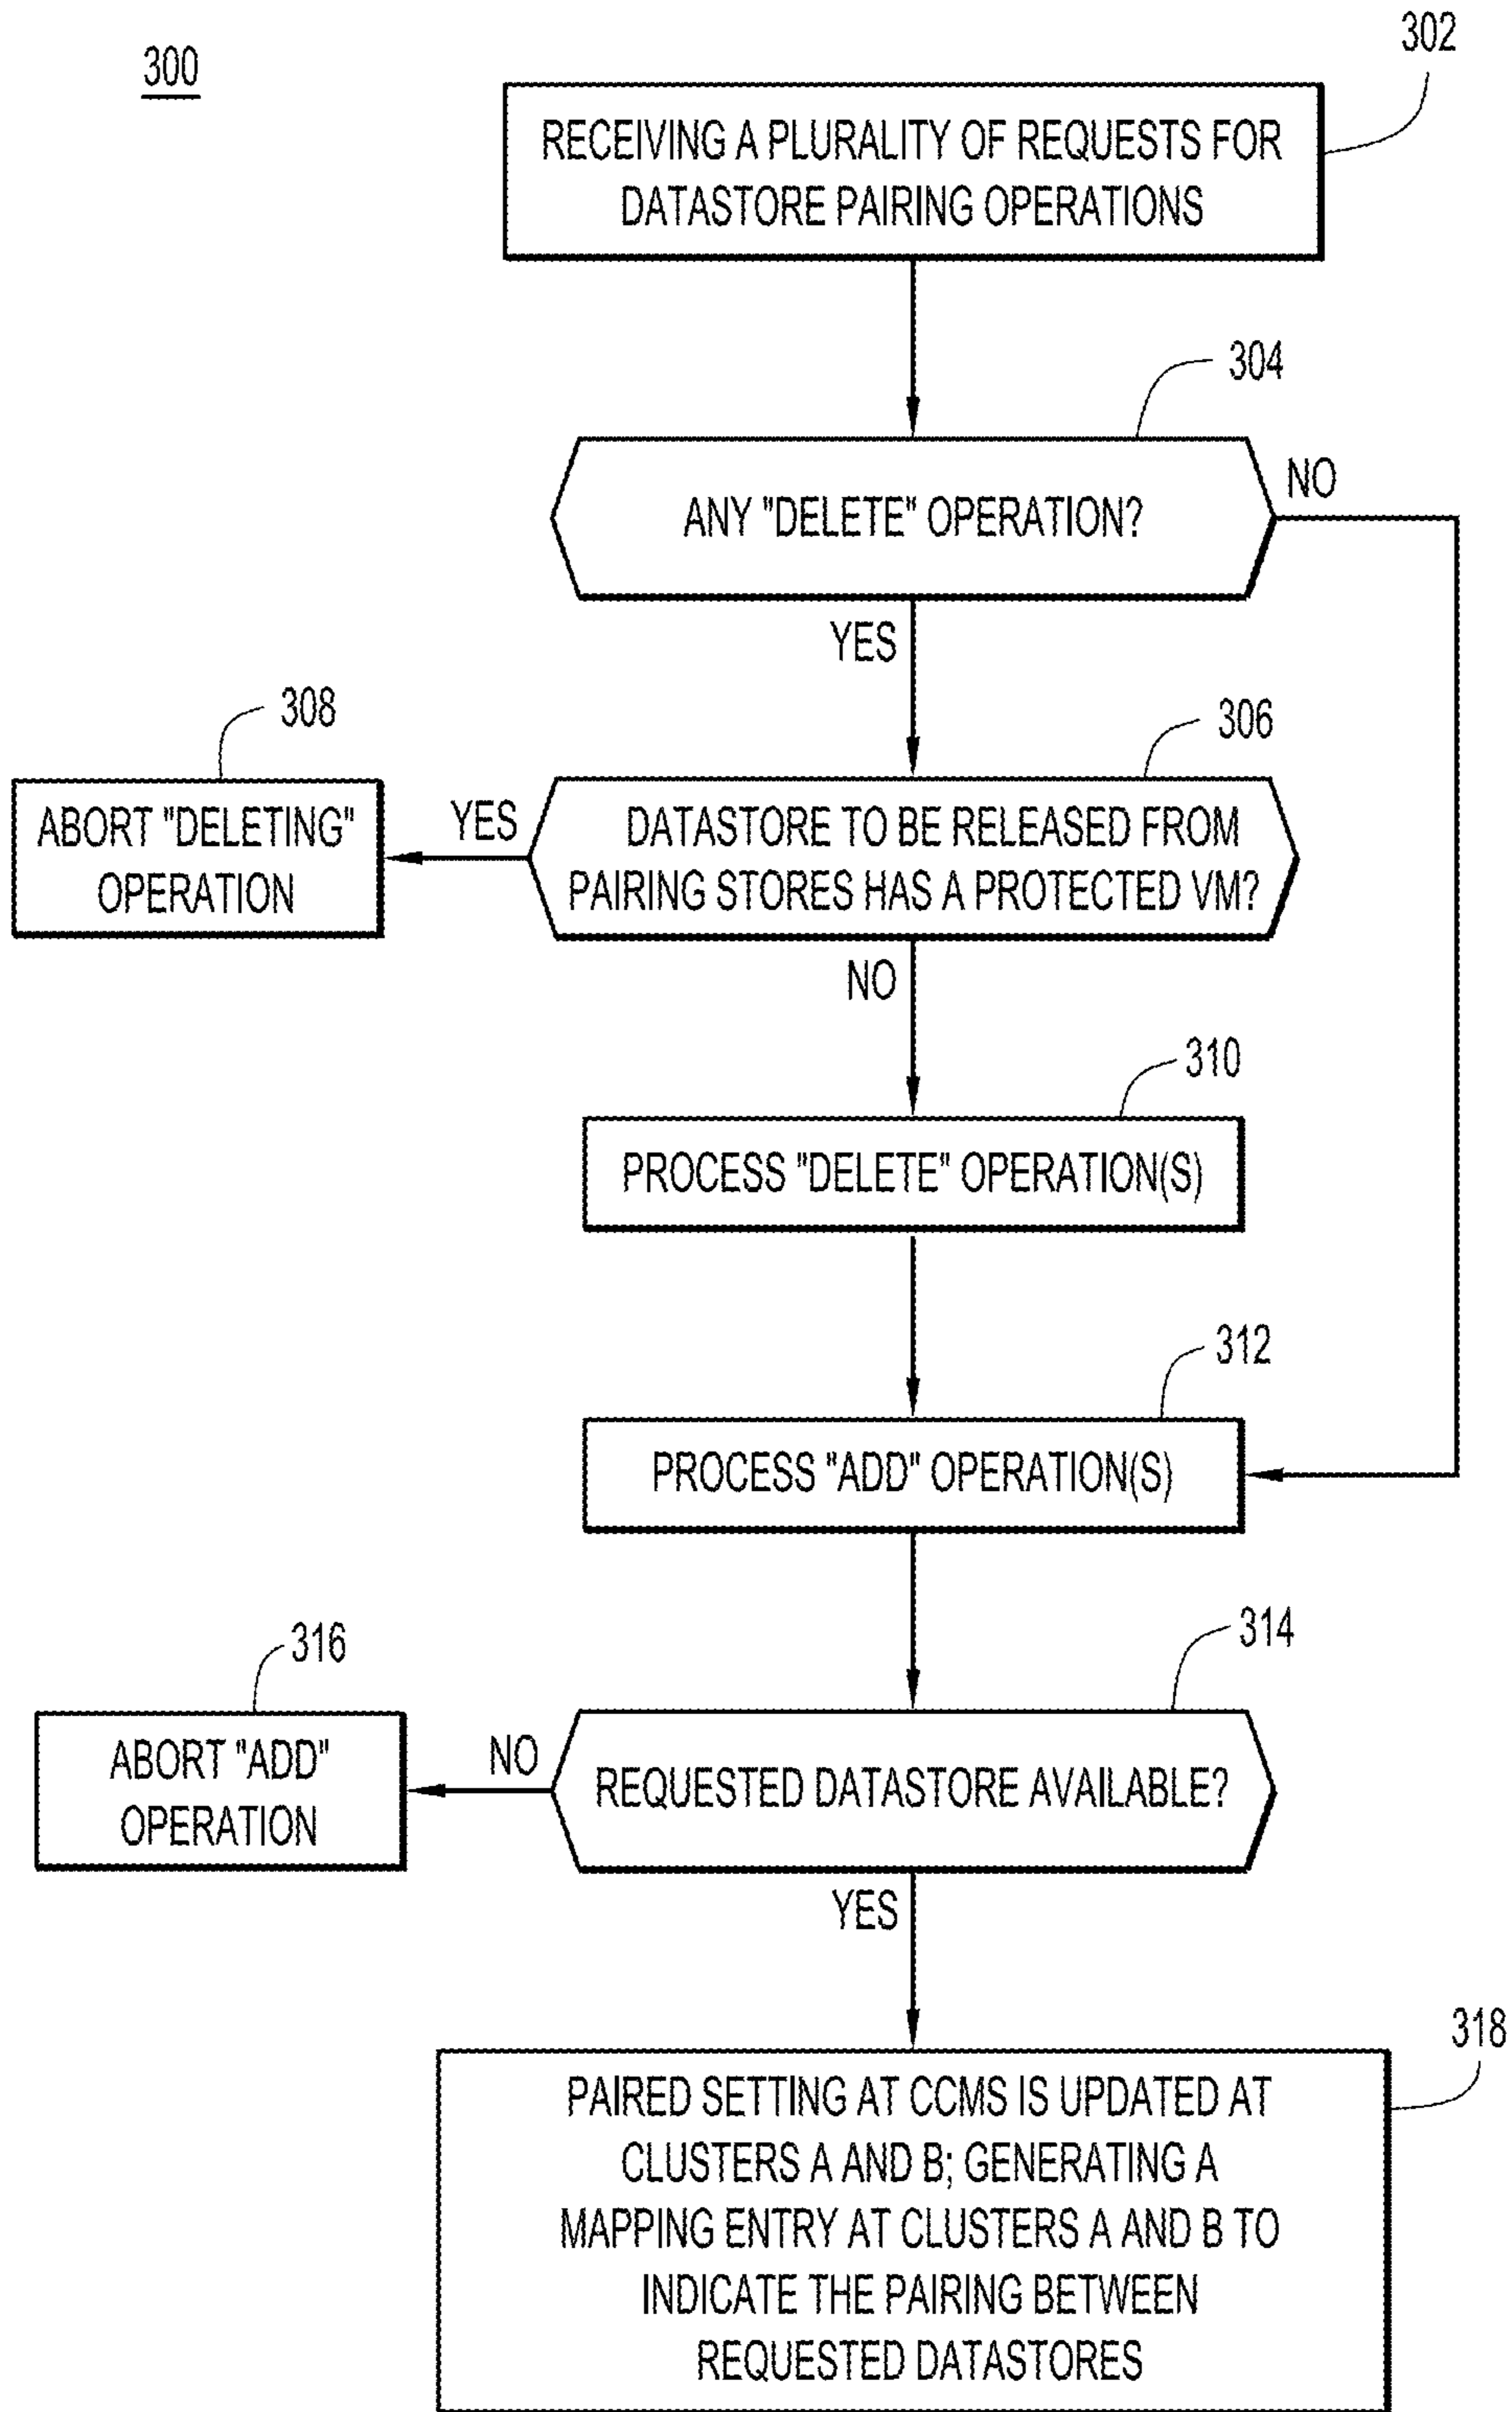 300
302
RECEIVING A PLURALITY OF REQUESTS FOR
DATASTORE PAIRING OPERATIONS
304
ANY "DELETE" OPERATION?
NO
YES
308
306
ABORT "DELETING"
OPERATION
YES
DATASTORE TO BE RELEASED FROM
PAIRING STORES HAS A PROTECTED VM?
NO
310
PROCESS "DELETE" OPERATION(S)
312
PROCESS "ADD" OPERATION(S)
316
314
ABORT "ADD"
OPERATION
NO
REQUESTED DATASTORE AVAILABLE?
YES
318
PAIRED SETTING AT CCMS IS UPDATED AT
CLUSTERS A AND B; GENERATING A
MAPPING ENTRY AT CLUSTERS A AND B TO
INDICATE THE PAIRING BETWEEN
REQUESTED DATASTORES